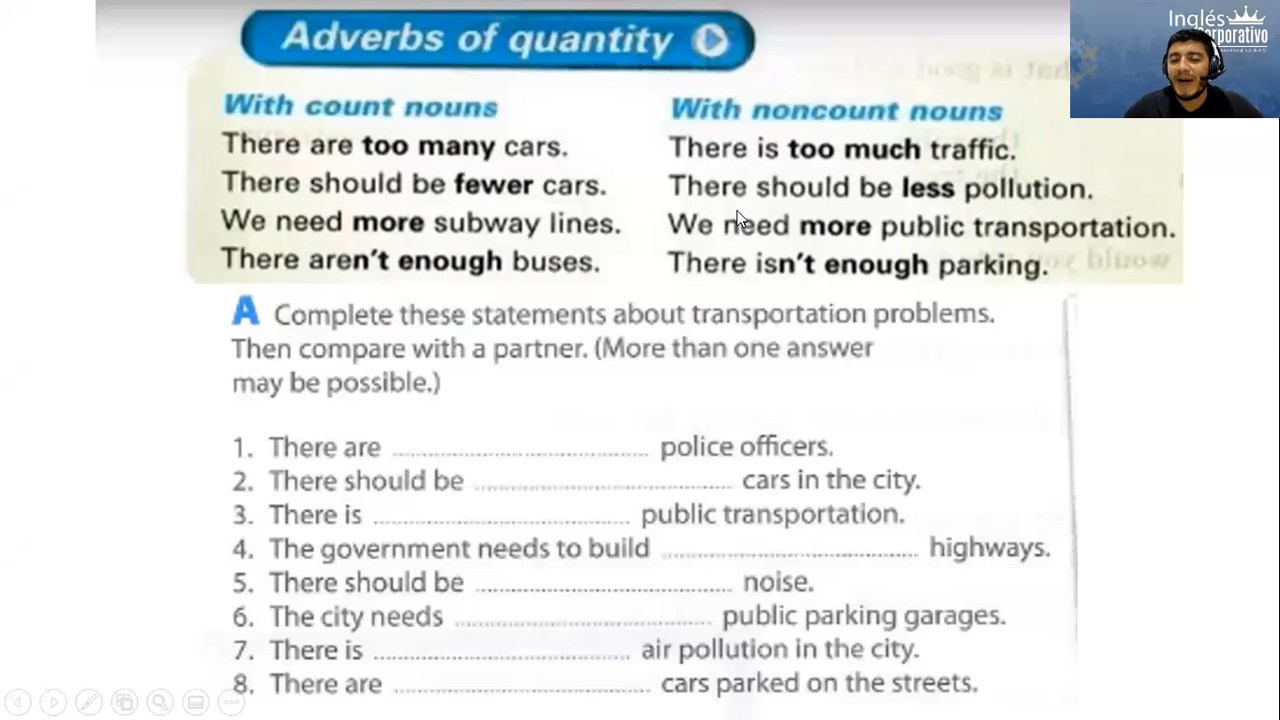 Adverbs of quantity
Inglés
Corporativo
With count nouns
There are too many cars.
There should be fewer cars.
We need more subway lines.
There aren't enough buses.
With noncount nouns
There is too much traffic.
There should be less pollution.
We need more public transportation.
There isn't enough parking.
A Complete these statements about transportation problems.
Then compare with a partner. (More than one answer
may be possible.)
1. There are ........................ police officers.
2. There should be ........................ cars in the city.
3. There is ........................ public transportation.
4. The government needs to build ........................ highways.
5. There should be ........................ noise.
6. The city needs ........................ public parking garages.
7. There is ........................ air pollution in the city.
8. There are ........................ cars parked on the streets.